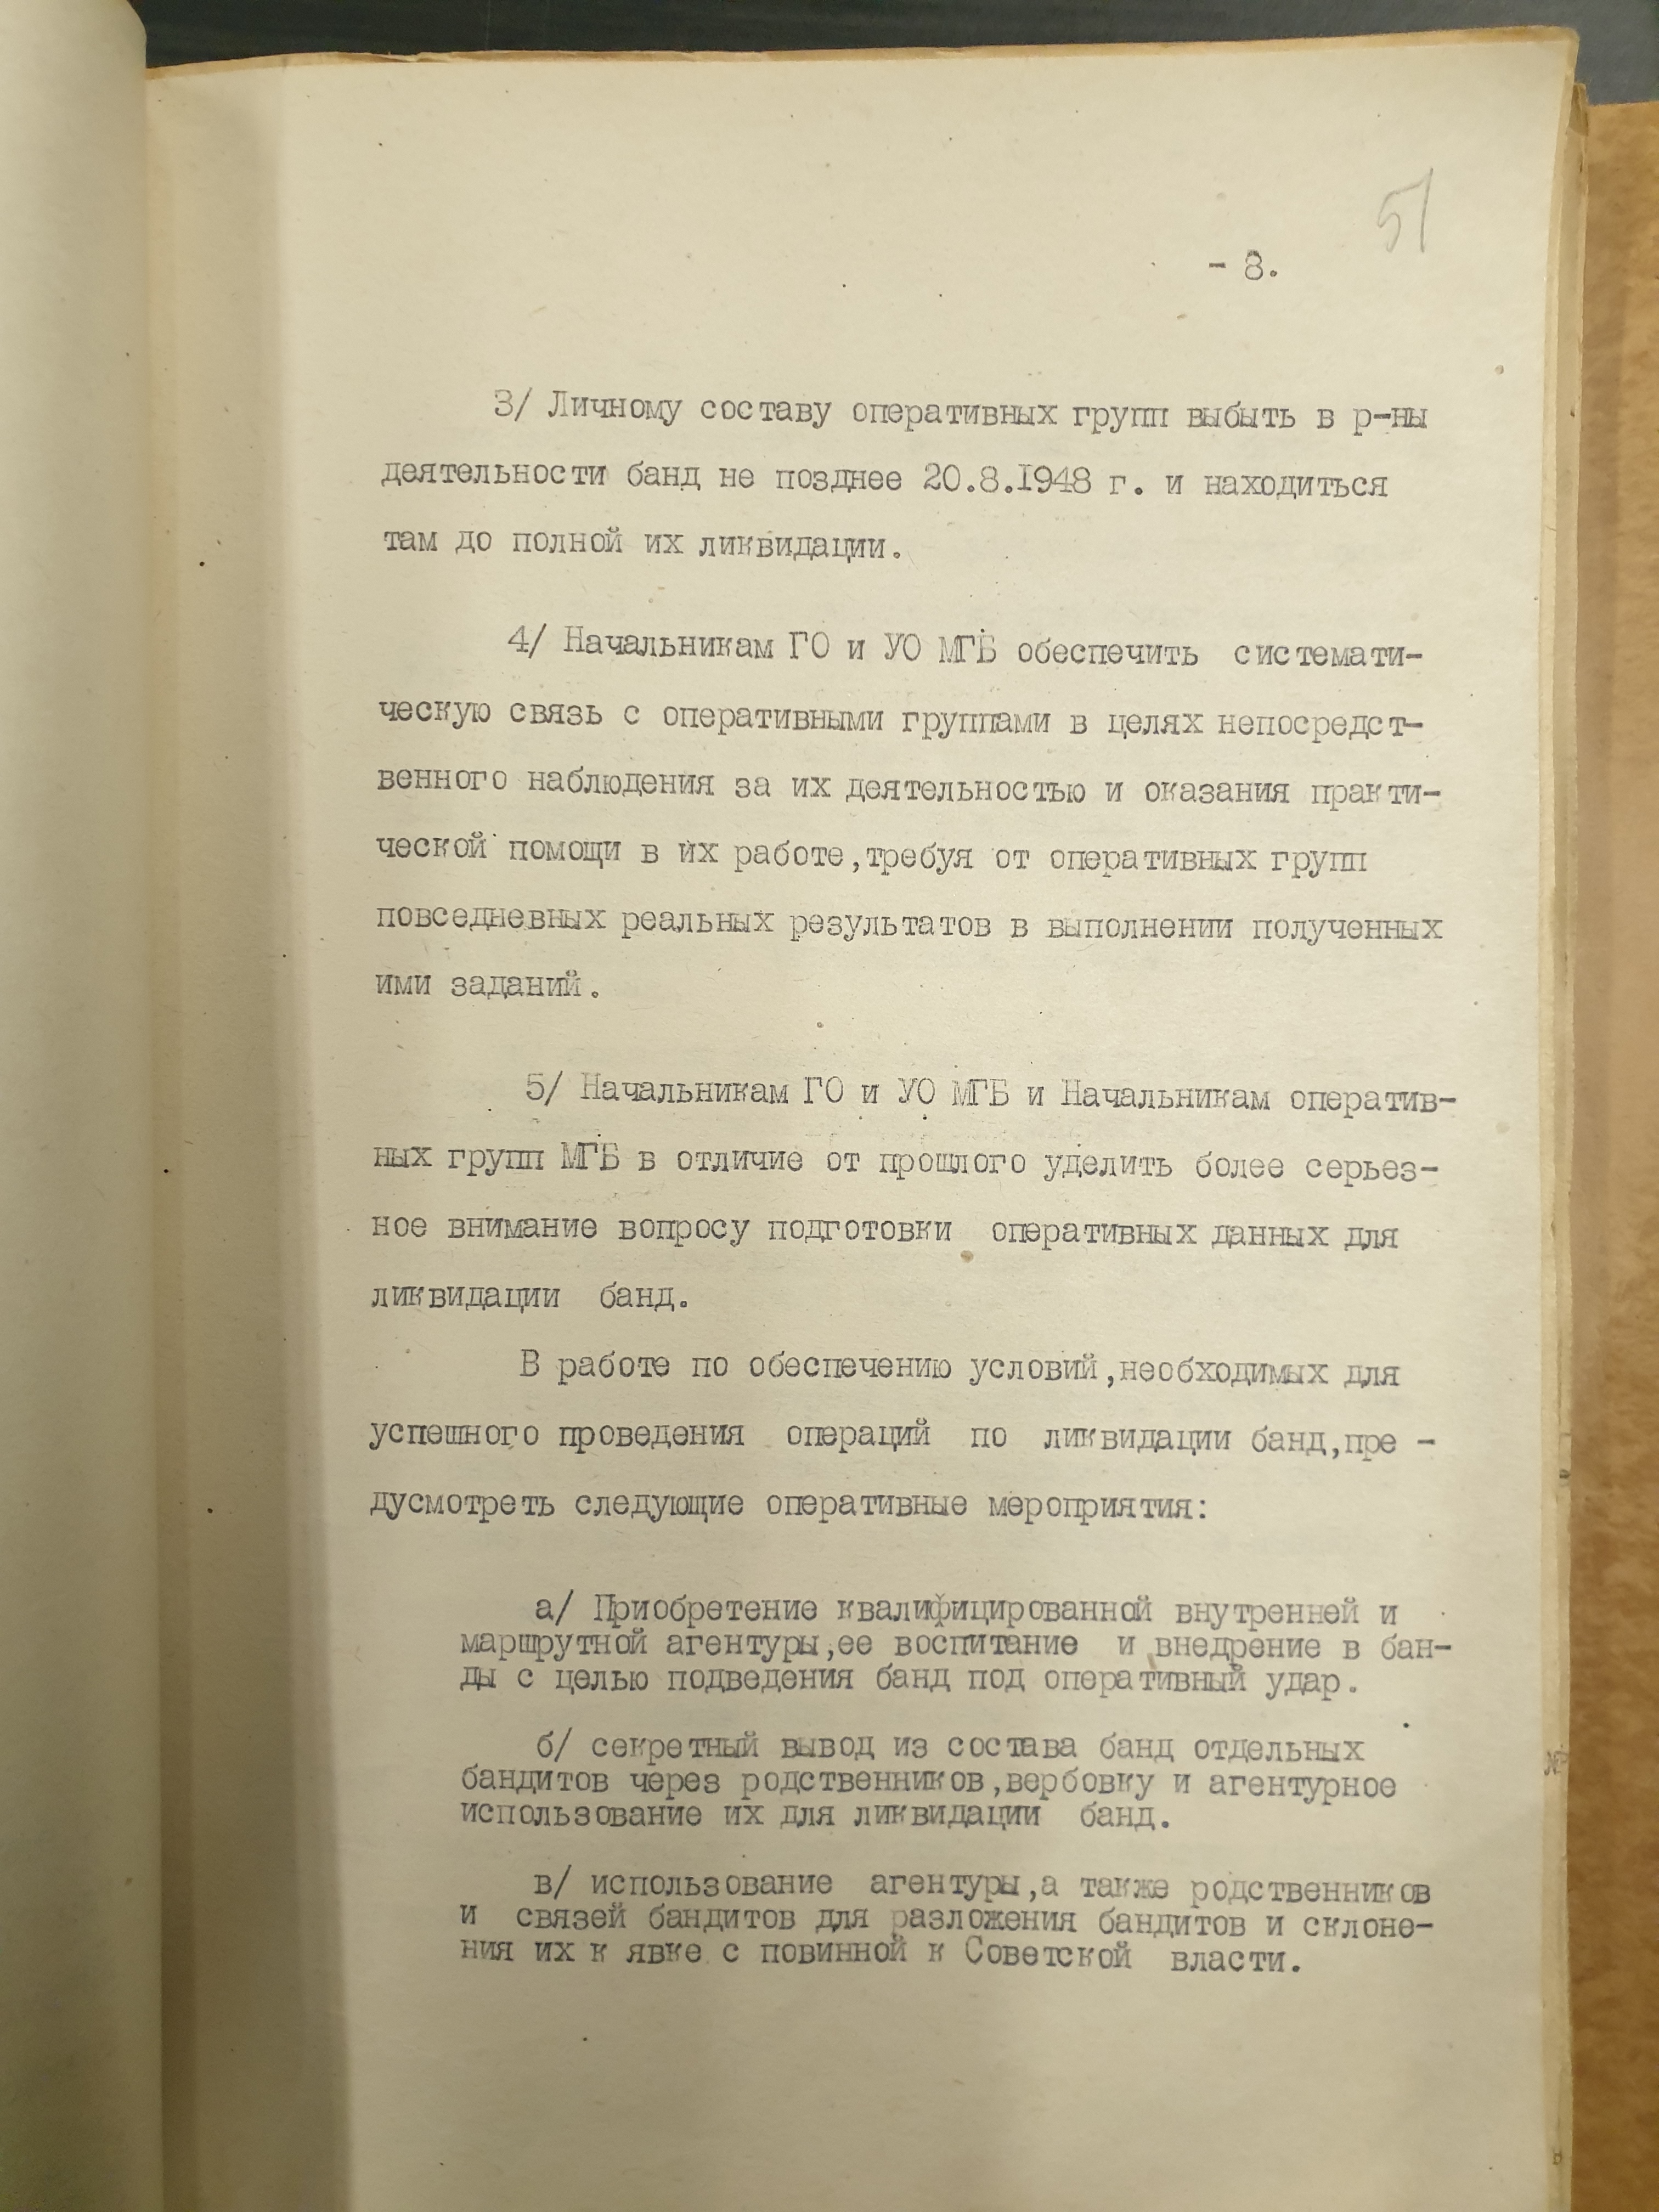 51
- 8.
3/ Личному составу оперативных групп выбыть в р-ны
деятельности банд не позднее 20.8.1948 г. и находиться
там до полной их ликвидации.
4/ Начальникам ГО и УО МГБ обеспечить систематическую
ческую связь с оперативными группами в целях непосредст-
венного наблюдения за их деятельностью и оказания практи-
ческой помощи в их работе,требуя от оперативных групп
повседневных реальных результатов в выполнении полученных
ими заданий.
5/ Начальникам ГО и УО МГБ и Начальникам оператив-
ных групп МГБ в отличие от прошлого уделить более серьез-
ное внимание вопросу подготовки оперативных данных для
ликвидации банд.
В работе по обеспечению условий,необходимых для
успешного проведения операций по ликвидации банд,пре -
дусмотреть следующие оперативные мероприятия:
а/ Приобретение квалифицированной внутренней и
маршрутной агентуры,ее воспитание и внедрение в бан-
ды с целью подведения банд под оперативный удар.
б/ секретный вывод из состава банд отдельных
бандитов через родственников,вербовку и агентурное
использование их для ликвидации банд.
в/ использование агентуры,а также родственников
и связей бандитов для разложения бандитов и склоне-
ния их к явке с повинной к Советской власти.